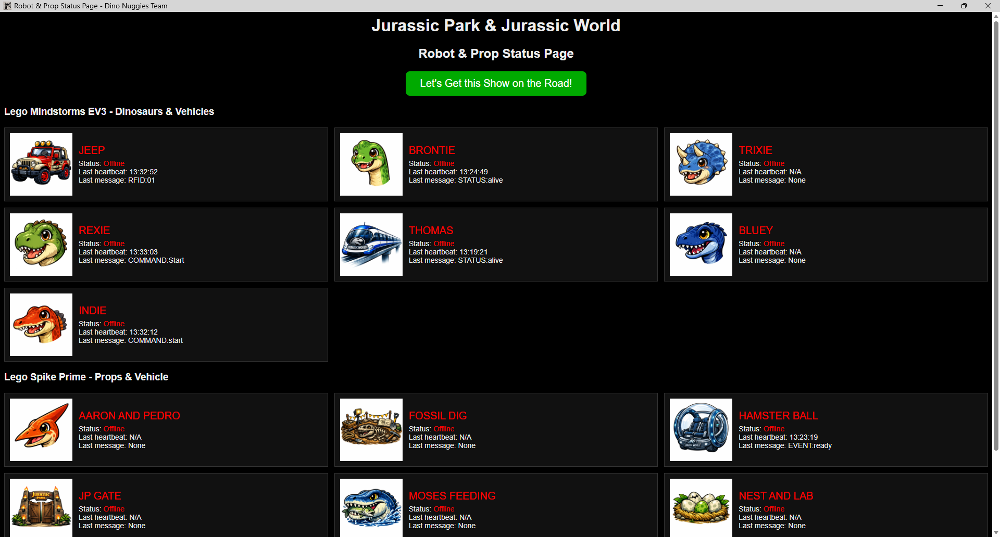 Robot & Prop Status Page - Dino Nuggies Team
Jurassic Park & Jurassic World
Robot & Prop Status Page
Let's Get this Show on the Road!
Lego Mindstorms EV3 - Dinosaurs & Vehicles
JEEP
Status: Offline
Last heartbeat: 13:32:52
Last message: RFID:01
BRONTIE
Status: Offline
Last heartbeat: 13:24:49
Last message: STATUS:alive
TRIXIE
Status: Offline
Last heartbeat: N/A
Last message: None
REXIE
Status: Offline
Last heartbeat: 13:33:03
Last message: COMMAND:Start
JURASSIC WORLD
THOMAS
Status: Offline
Last heartbeat: 13:19:21
Last message: STATUS:alive
BLUEY
Status: Offline
Last heartbeat: N/A
Last message: None
INDIE
Status: Offline
Last heartbeat: 13:32:12
Last message: COMMAND:start
Lego Spike Prime - Props & Vehicle
AARON AND PEDRO
Status: Offline
Last heartbeat: N/A
Last message: None
FOSSIL DIG
Status: Offline
Last heartbeat: N/A
Last message: None
JURASSIC WORLD
HAMSTER BALL
Status: Offline
Last heartbeat: 13:23:19
Last message: EVENT:ready
JURASSIC
PARK
JP GATE
Status: Offline
Last heartbeat: N/A
Last message: None
MOSES FEEDING
Status: Offline
Last heartbeat: N/A
Last message: None
NEST AND LAB
Status: Offline
Last heartbeat: N/A
Last message: None